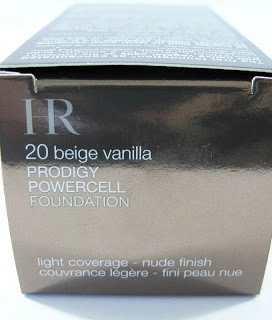 HR
20 beige vanilla
PRODIGY
POWERCELL
FOUNDATION
light coverage - nude finish
couvrance légère - fini peau nue